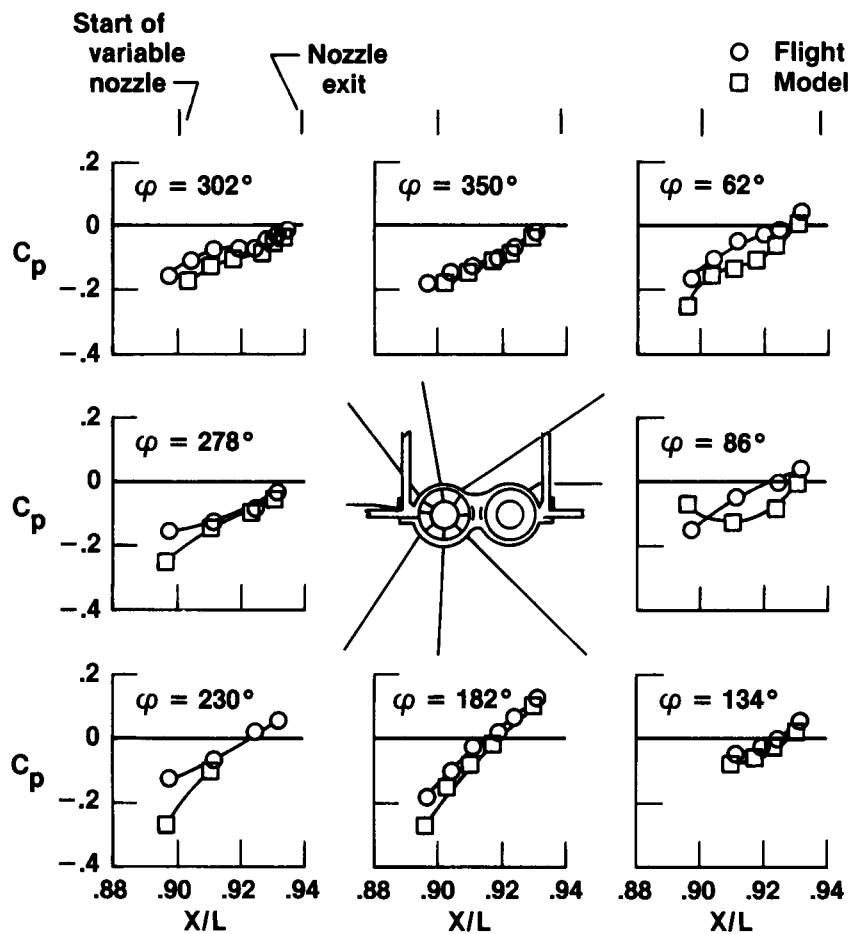 Start of
variable
nozzle
Nozzle
exit
Flight
Model
φ = 302°
φ = 350°
φ = 62°
.2
0
-.2
-.4
Cp
φ = 278°
φ = 86°
.2
0
-.2
-.4
Cp
φ = 230°
φ = 182°
φ = 134°
.2
0
-.2
-.4
Cp
.88 .90 .92 .94
.88 .90 .92 .94
.88 .90 .92 .94
X/L
X/L
X/L